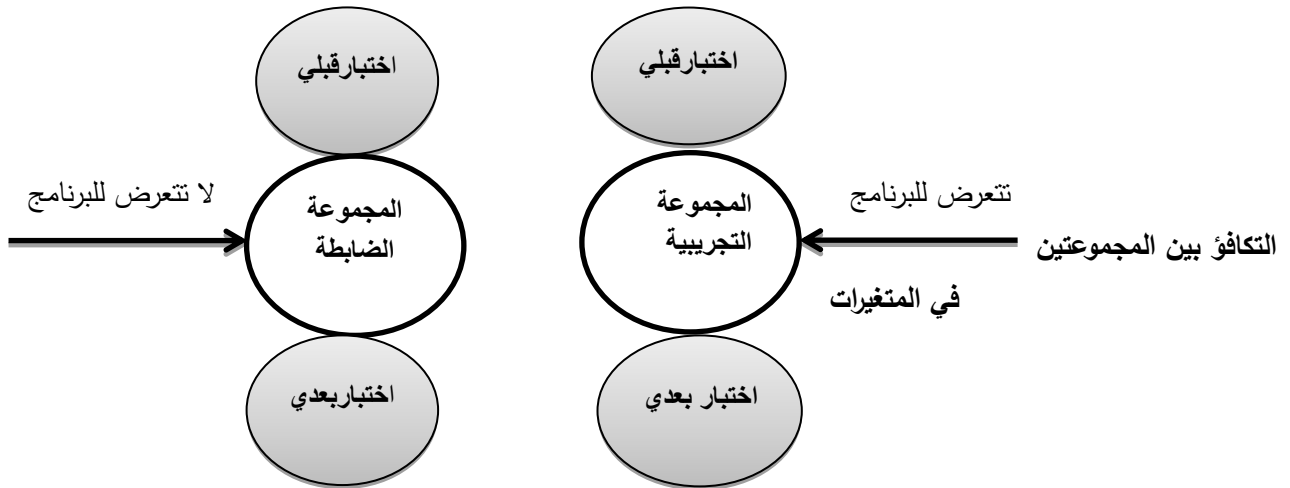 اختبارقبلي
اختبارقبلي
تتعرض للبرنامج
المجموعة
التجريبية
المجموعة
الضابطة
لا تتعرض للبرنامج
التكافؤ بين المجموعتين
في المتغيرات
اختبار بعدي
اختباربعدي